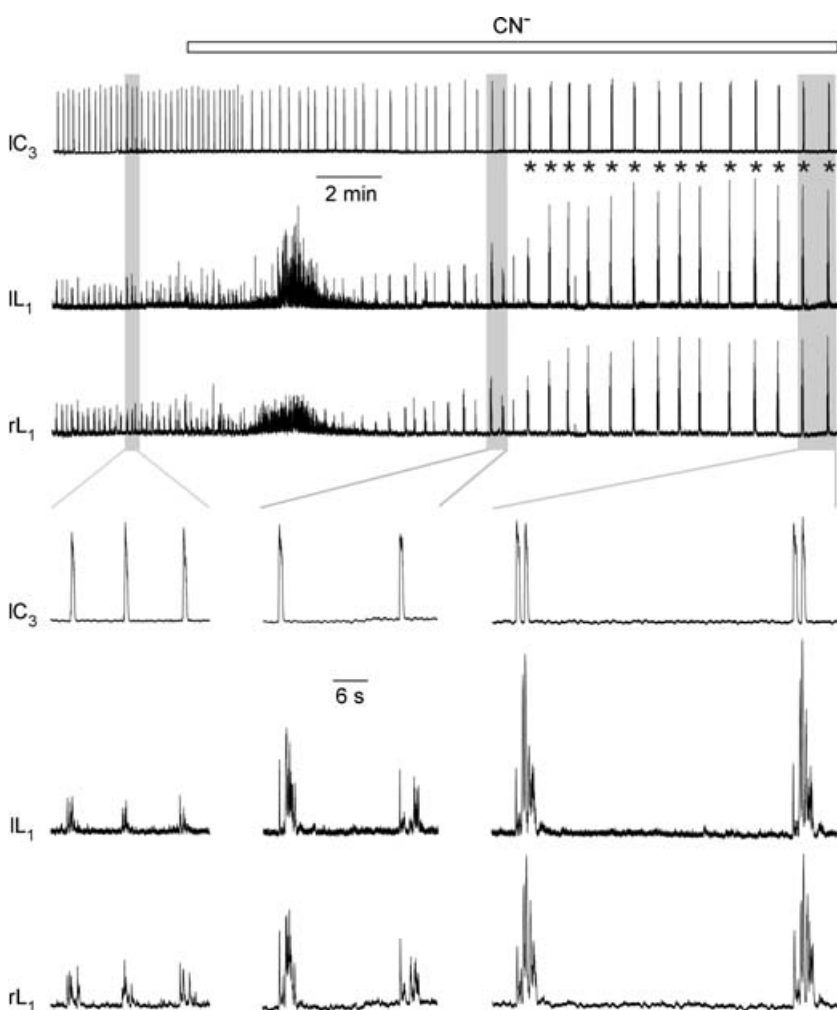 CN⁻
lC₃
2 min
* * * * * * * * * * * * *
lL₁
rL₁
lC₃
6 s
lL₁
rL₁